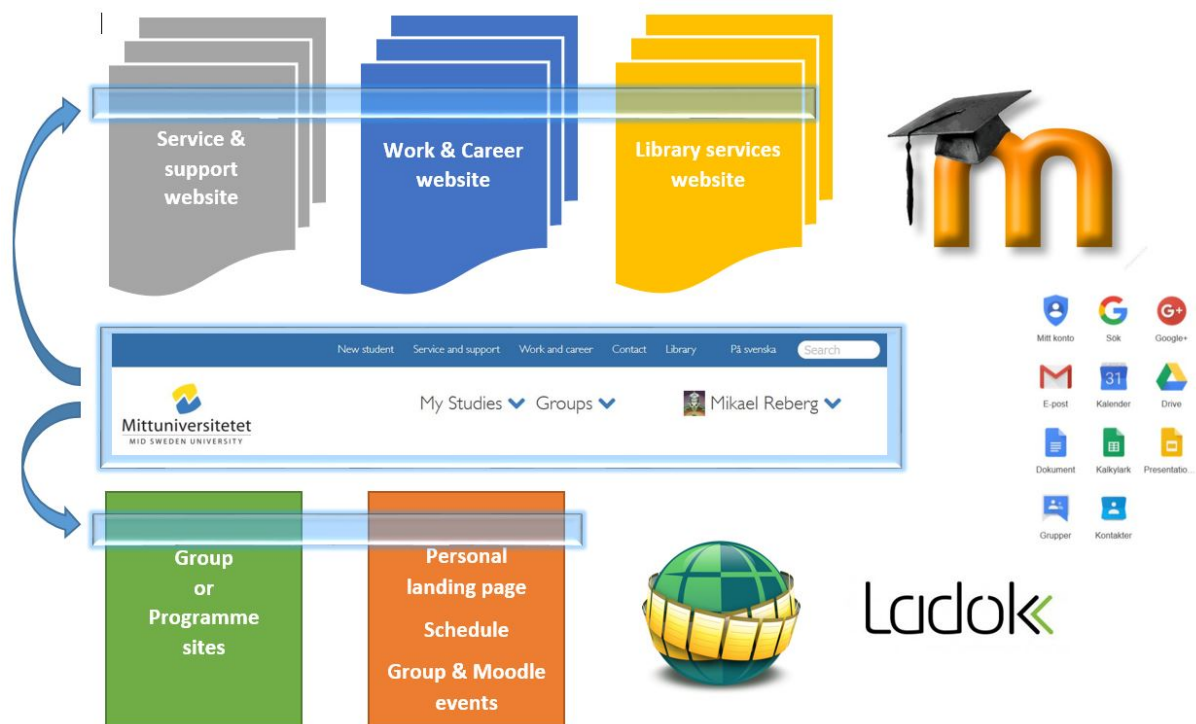 Service &
support
website
Work & Career
website
Library services
website
m
New student Service and support Work and career Contact Library På svenska Search
Mittuniversitetet
MID SWEDEN UNIVERSITY
My Studies Groups Mikael Reberg
Mitt konto Sök Google+
G+
31
E-post Kalender Drive
Dokument Kalkylark Presentatio...
Grupper Kontakter
Group
or
Programme
sites
Personal
landing page
Schedule
Group & Moodle
events
Ladok